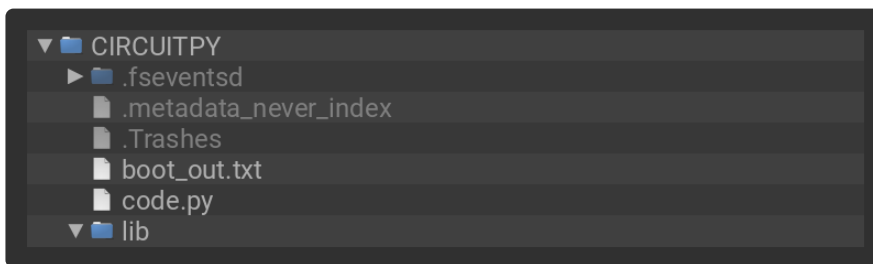 CIRCUITPY
.fseventsd
.metadata_never_index
.Trashes
boot_out.txt
code.py
lib